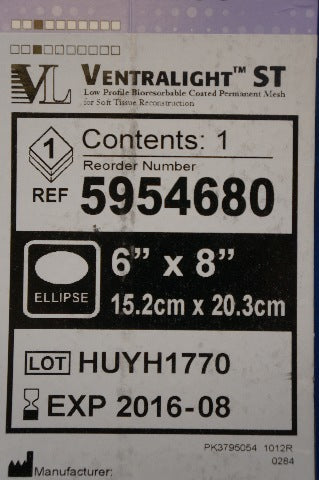 VL VENTRALIGHT™ ST
Low Profile Bioresorbable Coated Permanent Mesh
for Soft Tissue Reconstruction
1
Contents: 1
Reorder Number
REF 5954680
ELLIPSE
6” x 8”
15.2cm x 20.3cm
LOT HUYH1770
EXP 2016-08
PK3795054 1012R
0284
Manufacturer: